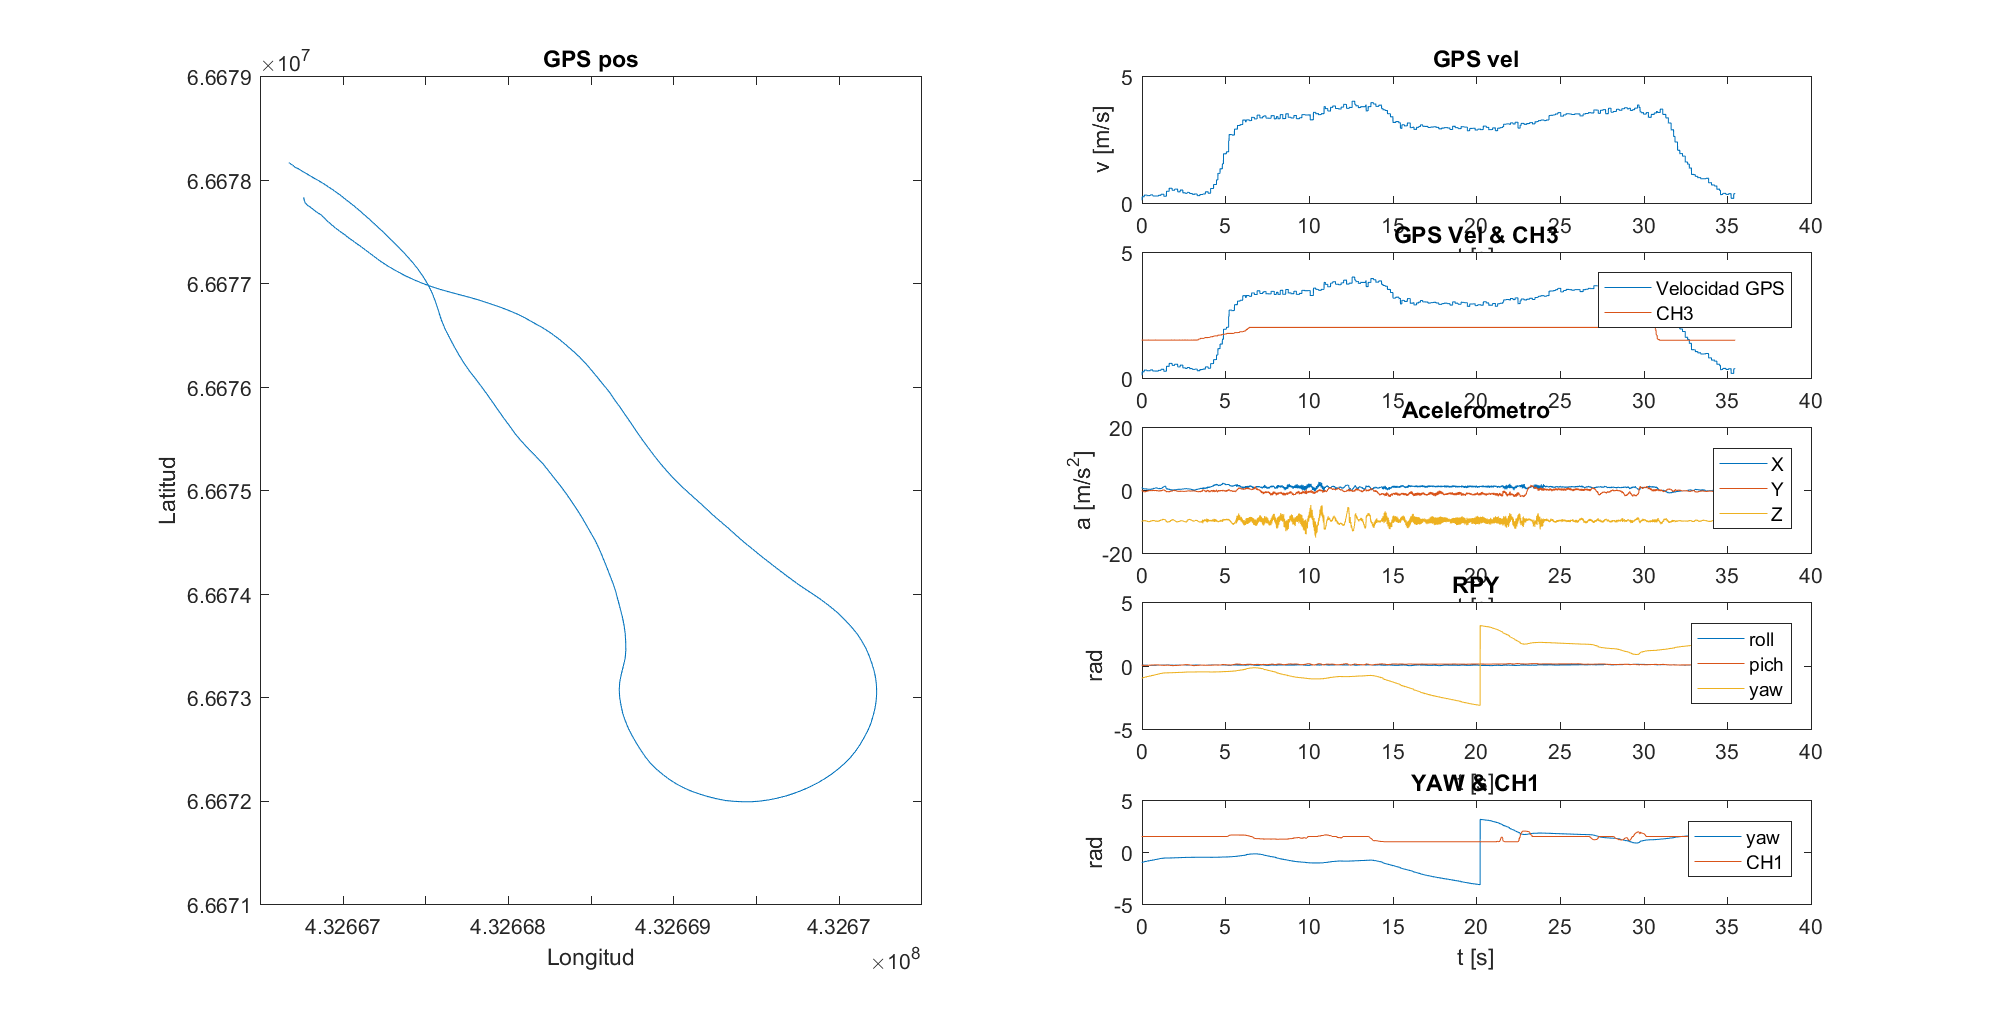 GPS pos
×10^7
6.6679
6.6678
6.6677
6.6676
6.6675
6.6674
6.6673
6.6672
6.6671
Latitud
4.32667 4.32668 4.32669 4.3267
Longitud
×10^8
GPS vel
5
0
v [m/s]
0 5 10 15 20 25 30 35 40
t [s]
GPS Vel & CH3
5
0
Velocidad GPS
CH3
0 5 10 15 20 25 30 35 40
Acelerometro
20
0
-20
a [m/s^2]
X
Y
Z
0 5 10 15 20 25 30 35 40
t [s]
RPY
5
0
-5
rad
roll
pich
yaw
0 5 10 15 20 25 30 35 40
t [s]
YAW & CH1
5
0
-5
rad
yaw
CH1
0 5 10 15 20 25 30 35 40
t [s]